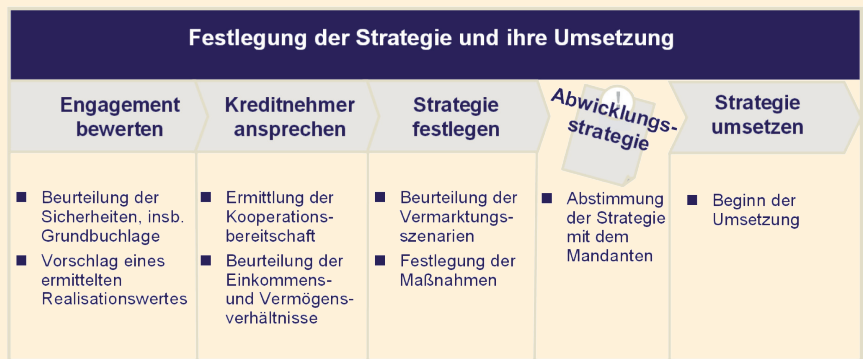 Festlegung der Strategie und ihre Umsetzung
Engagement
bewerten
Kreditnehmer
ansprechen
Strategie
festlegen
!
Abwicklungs-
strategie
Strategie
umsetzen
Beurteilung der
Sicherheiten, insb.
Grundbuchlage
Vorschlag eines
ermittelten
Realisationswertes
Ermittlung der
Kooperations-
bereitschaft
Beurteilung der
Einkommens-
und Vermögens-
verhältnisse
Beurteilung der
Vermarktungs-
szenarien
Festlegung der
Maßnahmen
Abstimmung
der Strategie
mit dem
Mandanten
Beginn der
Umsetzung